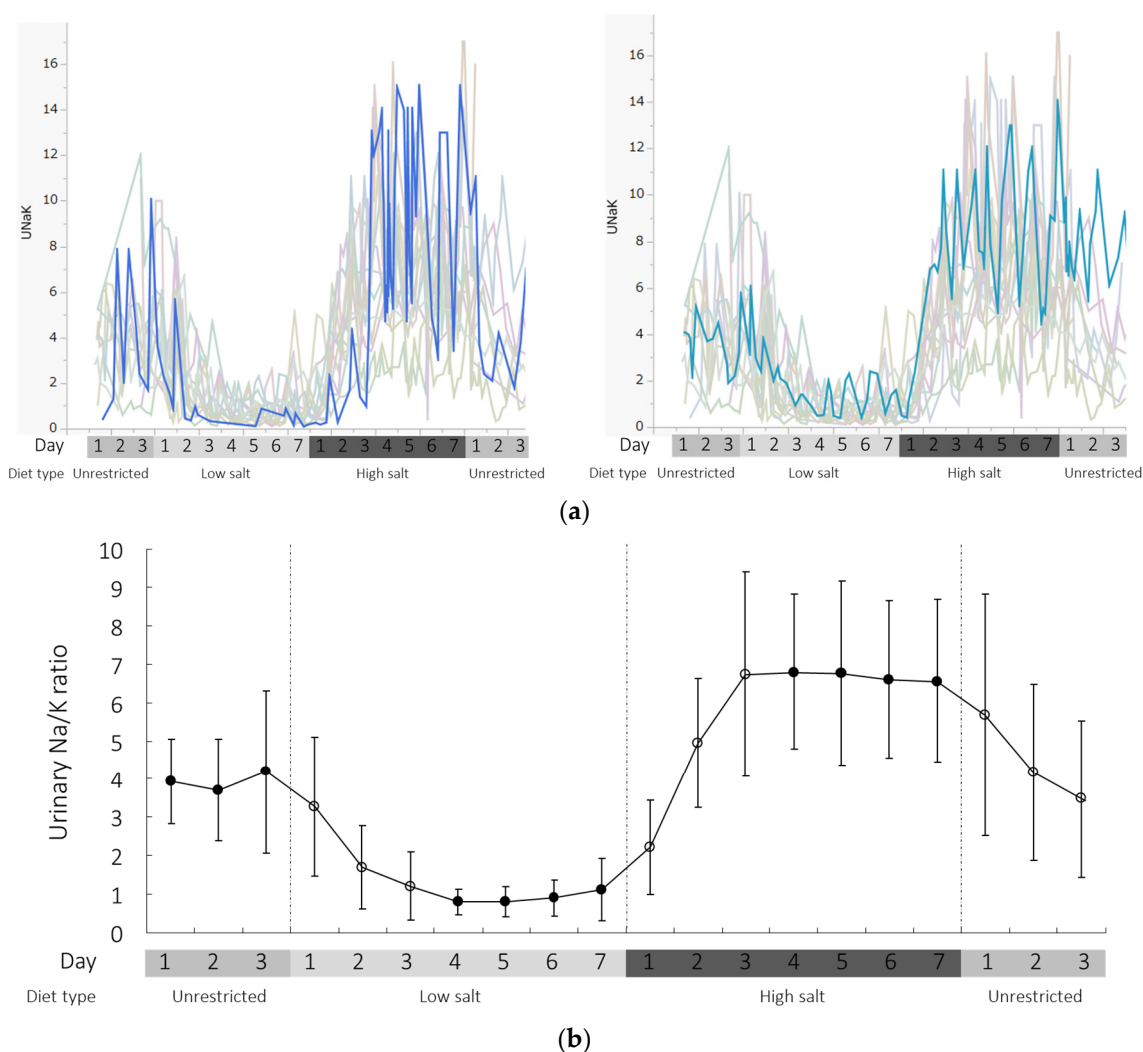 16
14
12
10
8
6
4
2
0
UNaK
Day 1 2 3 1 2 3 4 5 6 7 1 2 3 4 5 6 7 1 2 3
Diet type Unrestricted Low salt High salt Unrestricted
16
14
12
10
8
6
4
2
0
UNaK
Day 1 2 3 1 2 3 4 5 6 7 1 2 3 4 5 6 7 1 2 3
Diet type Unrestricted Low salt High salt Unrestricted
(a)
10
9
8
7
6
5
4
3
2
1
0
Urinary Na/K ratio
Day 1 2 3 1 2 3 4 5 6 7 1 2 3 4 5 6 7 1 2 3
Diet type Unrestricted Low salt High salt Unrestricted
(b)